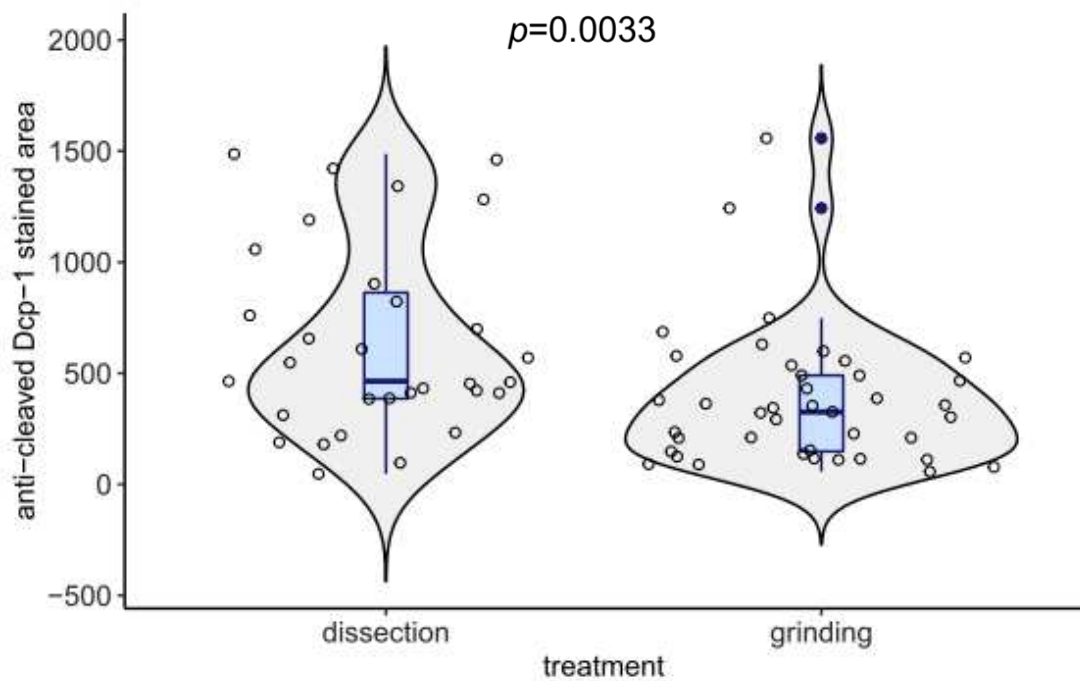 p=0.0033
anti−cleaved Dcp−1 stained area
2000
1500
1000
500
0
−500
dissection
grinding
treatment